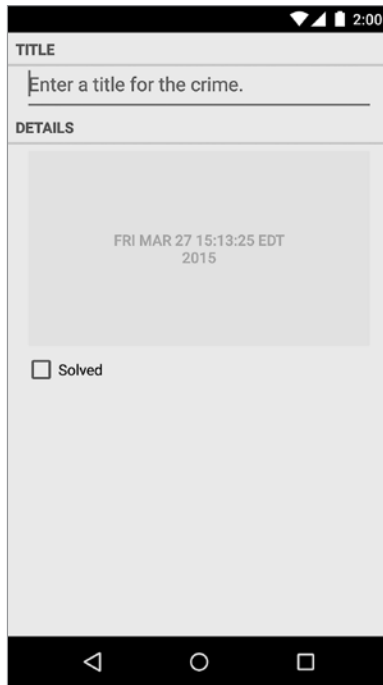 2:00
TITLE
Enter a title for the crime.
DETAILS
FRI MAR 27 15:13:25 EDT
2015
Solved